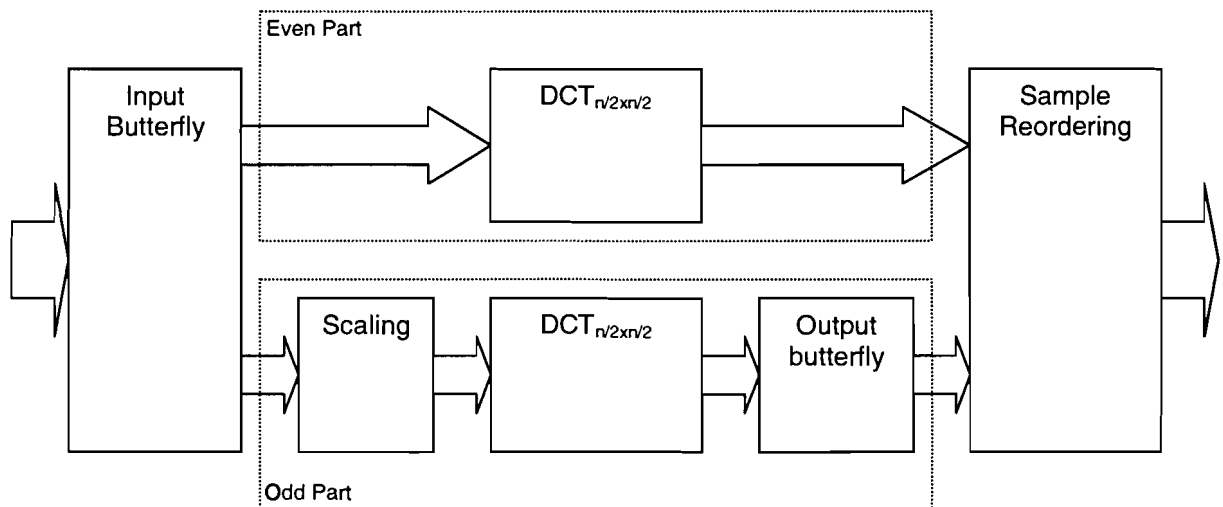 Even Part
Input
Butterfly
DCTn/2xn/2
Sample
Reordering
Scaling
DCTn/2xn/2
Output
butterfly
Odd Part